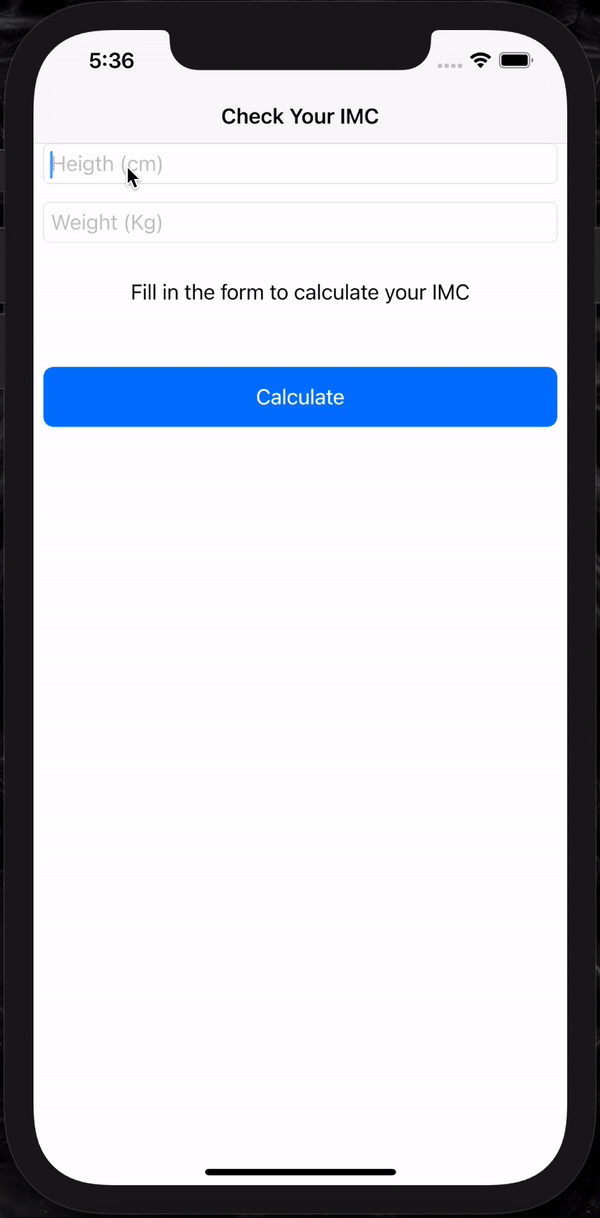 5:36
Check Your IMC
Heigth (cm)
Weight (Kg)
Fill in the form to calculate your IMC
Calculate